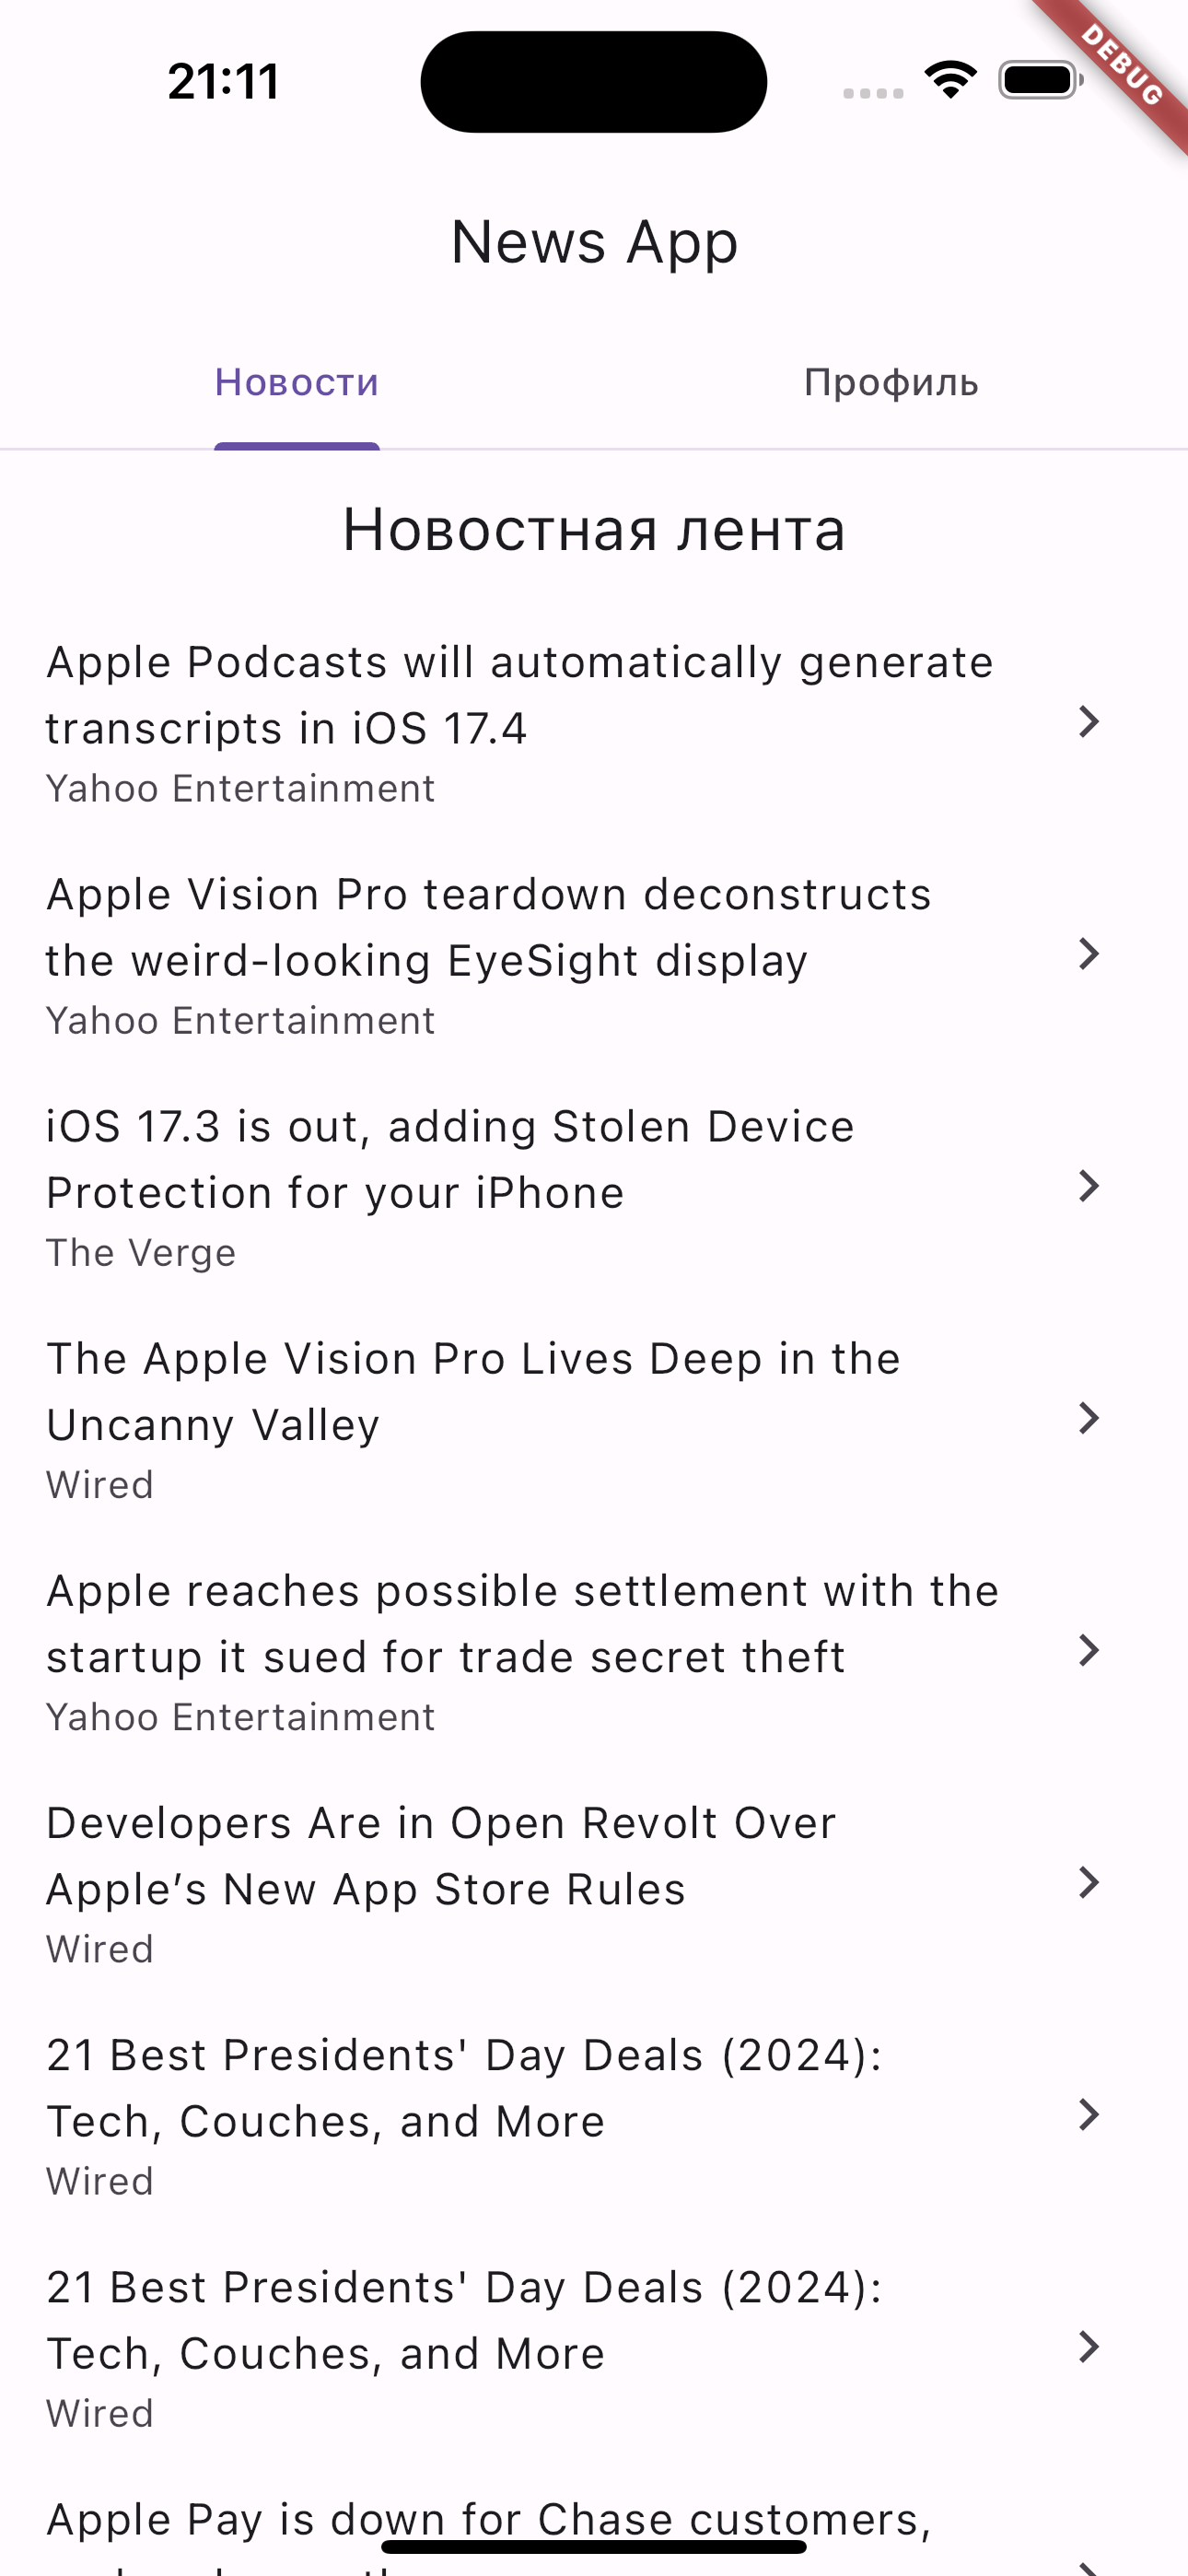 21:11
DEBUG
News App
Новости
Профиль
Новостная лента
Apple Podcasts will automatically generate
transcripts in iOS 17.4
Yahoo Entertainment
Apple Vision Pro teardown deconstructs
the weird-looking EyeSight display
Yahoo Entertainment
iOS 17.3 is out, adding Stolen Device
Protection for your iPhone
The Verge
The Apple Vision Pro Lives Deep in the
Uncanny Valley
Wired
Apple reaches possible settlement with the
startup it sued for trade secret theft
Yahoo Entertainment
Developers Are in Open Revolt Over
Apple’s New App Store Rules
Wired
21 Best Presidents' Day Deals (2024):
Tech, Couches, and More
Wired
21 Best Presidents' Day Deals (2024):
Tech, Couches, and More
Wired
Apple Pay is down for Chase customers,